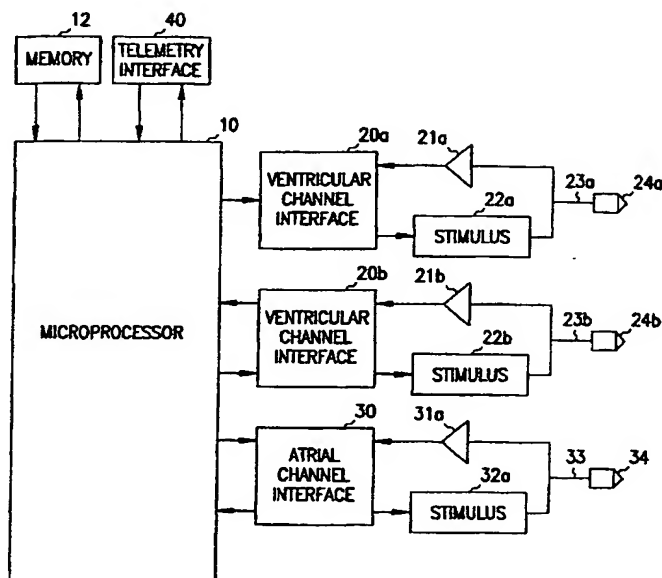 12
40
MEMORY
TELEMETRY
INTERFACE
10
MICROPROCESSOR
20a
21a
VENTRICULAR
CHANNEL
INTERFACE
22a
STIMULUS
23a
24a
20b
21b
VENTRICULAR
CHANNEL
INTERFACE
22b
STIMULUS
23b
24b
30
31a
ATRIAL
CHANNEL
INTERFACE
32a
STIMULUS
33
34